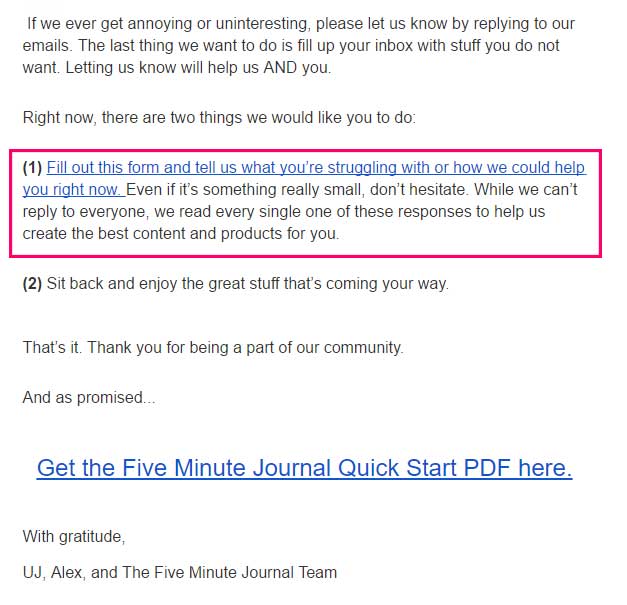 If we ever get annoying or uninteresting, please let us know by replying to our
emails. The last thing we want to do is fill up your inbox with stuff you do not
want. Letting us know will help us AND you.
Right now, there are two things we would like you to do:
(1) Fill out this form and tell us what you're struggling with or how we could help
you right now. Even if it's something really small, don't hesitate. While we can't
reply to everyone, we read every single one of these responses to help us
create the best content and products for you.
(2) Sit back and enjoy the great stuff that's coming your way.
That's it. Thank you for being a part of our community.
And as promised...
Get the Five Minute Journal Quick Start PDF here.
With gratitude,
UJ, Alex, and The Five Minute Journal Team